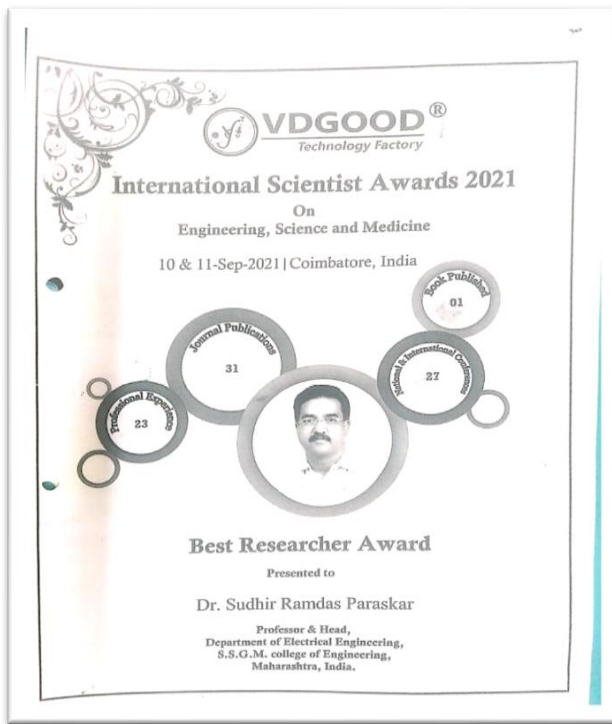 VDGOOD®
Technology Factory
International Scientist Awards 2021
On
Engineering, Science and Medicine
10 & 11-Sep-2021|Coimbatore, India
Book Published
01
Journal Publications
31
National & International Conference
27
Professional Experience
23
Best Researcher Award
Presented to
Dr. Sudhir Ramdas Paraskar
Professor & Head,
Department of Electrical Engineering,
S.S.G.M. college of Engineering,
Maharashtra, India.